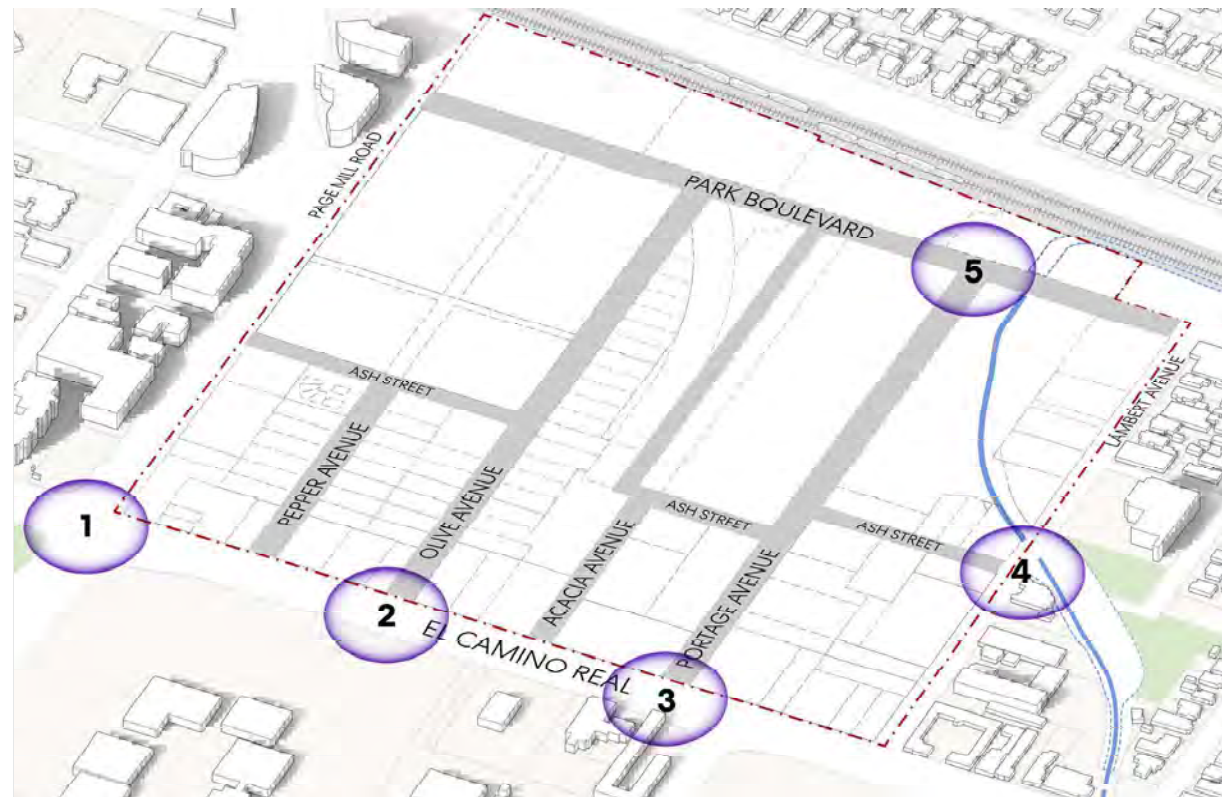 PAGE MILL ROAD
PARK BOULEVARD
5
ASH STREET
LAMBERT AVENUE
PEPPER AVENUE
OLIVE AVENUE
1
ACACIA AVENUE
ASH STREET
ASH STREET
4
PORTAGE AVENUE
2
EL CAMINO REAL
3